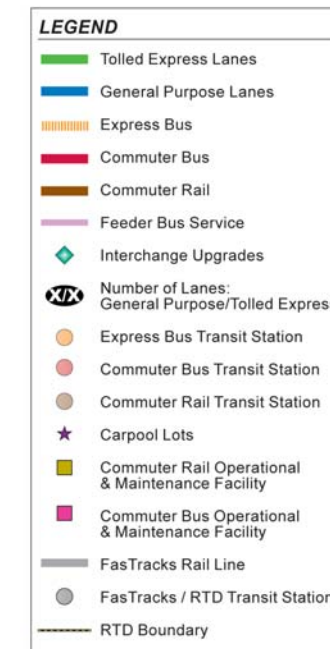 LEGEND
Tolled Express Lanes
General Purpose Lanes
Express Bus
Commuter Bus
Commuter Rail
Feeder Bus Service
Interchange Upgrades
X/X Number of Lanes:
General Purpose/Tolled Expres
Express Bus Transit Station
Commuter Bus Transit Station
Commuter Rail Transit Station
Carpool Lots
Commuter Rail Operational
& Maintenance Facility
Commuter Bus Operational
& Maintenance Facility
FasTracks Rail Line
FasTracks / RTD Transit Station
RTD Boundary